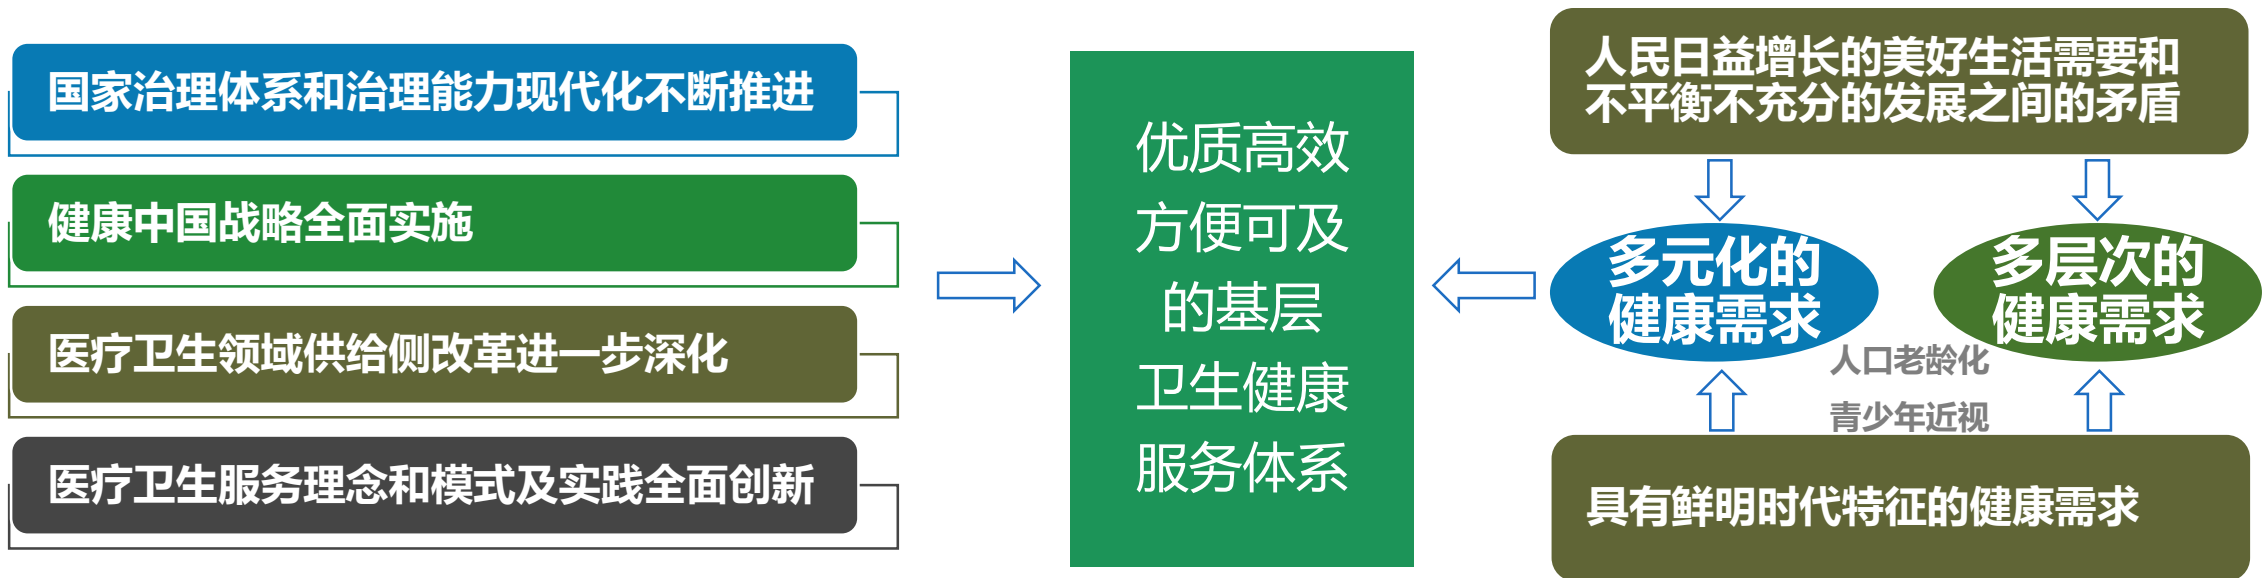 国家治理体系和治理能力现代化不断推进
健康中国战略全面实施
医疗卫生领域供给侧改革进一步深化
医疗卫生服务理念和模式及实践全面创新
优质高效
方便可及
的基层
卫生健康
服务体系
人民日益增长的美好生活需要和
不平衡不充分的发展之间的矛盾
多元化的
健康需求
多层次的
健康需求
人口老龄化
青少年近视
具有鲜明时代特征的健康需求